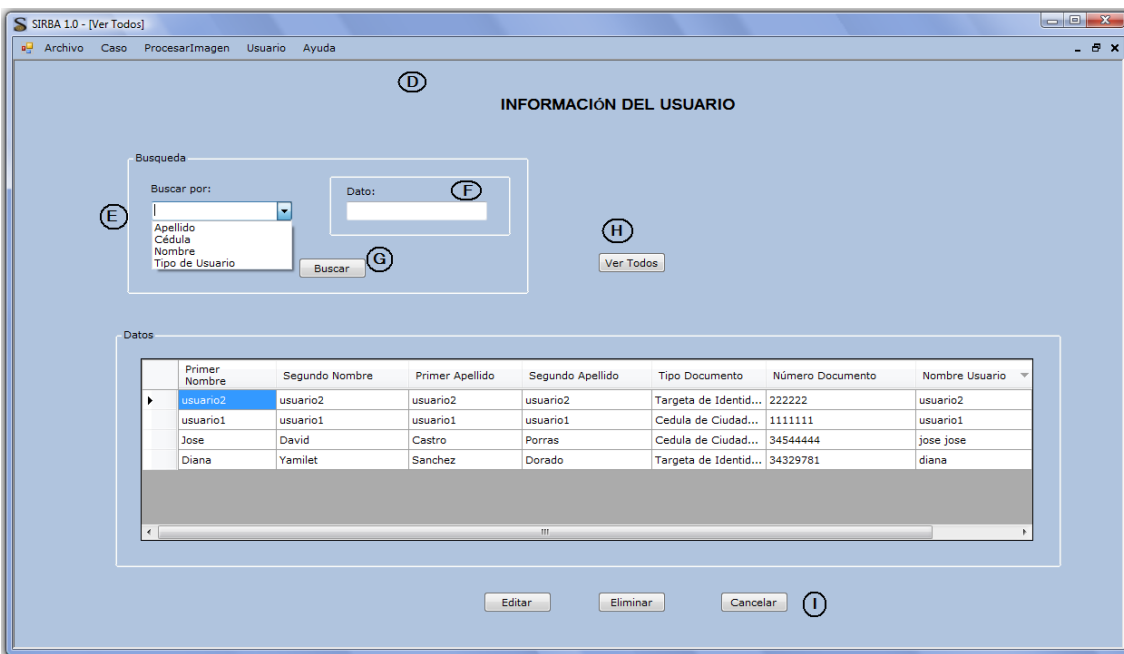 SIRBA 1.0 - [Ver Todos]
Archivo Caso ProcesarImagen Usuario Ayuda
D
INFORMACIÓN DEL USUARIO
Busqueda
Buscar por:
Dato:
F
E
Apellido
Cédula
Nombre
Tipo de Usuario
Buscar
G
H
Ver Todos
Datos
Primer Nombre Segundo Nombre Primer Apellido Segundo Apellido Tipo Documento Número Documento Nombre Usuario
usuario2 usuario2 usuario2 usuario2 Targeta de Identid... 222222 usuario2
usuario1 usuario1 usuario1 usuario1 Cedula de Ciudad... 1111111 usuario1
Jose David Castro Porras Cedula de Ciudad... 34544444 jose jose
Diana Yamilet Sanchez Dorado Targeta de Identid... 34329781 diana
Editar Eliminar Cancelar I